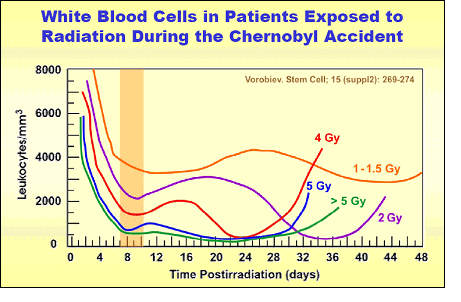 White Blood Cells in Patients Exposed to
Radiation During the Chernobyl Accident
Vorobiev. Stem Cell; 15 (suppl2): 269-274
Leukocytes/mm³
8000
6000
4000
2000
0
4 Gy
1 - 1.5 Gy
5 Gy
> 5 Gy
2 Gy
0 4 8 12 16 20 24 28 32 36 40 44 48
Time Postirradiation (days)